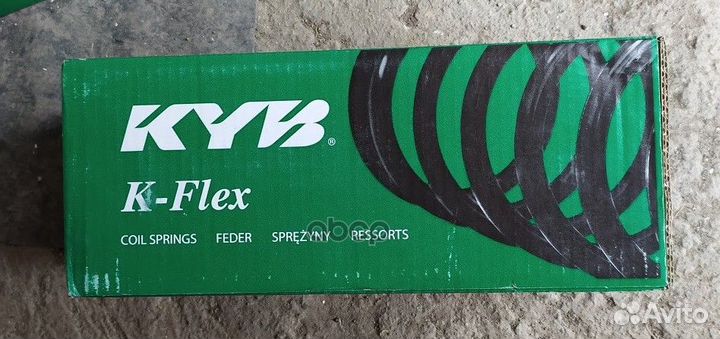 KYB®
K-Flex
COIL SPRINGS FEDER SPRĘŻYNY RESSORTS
Avito